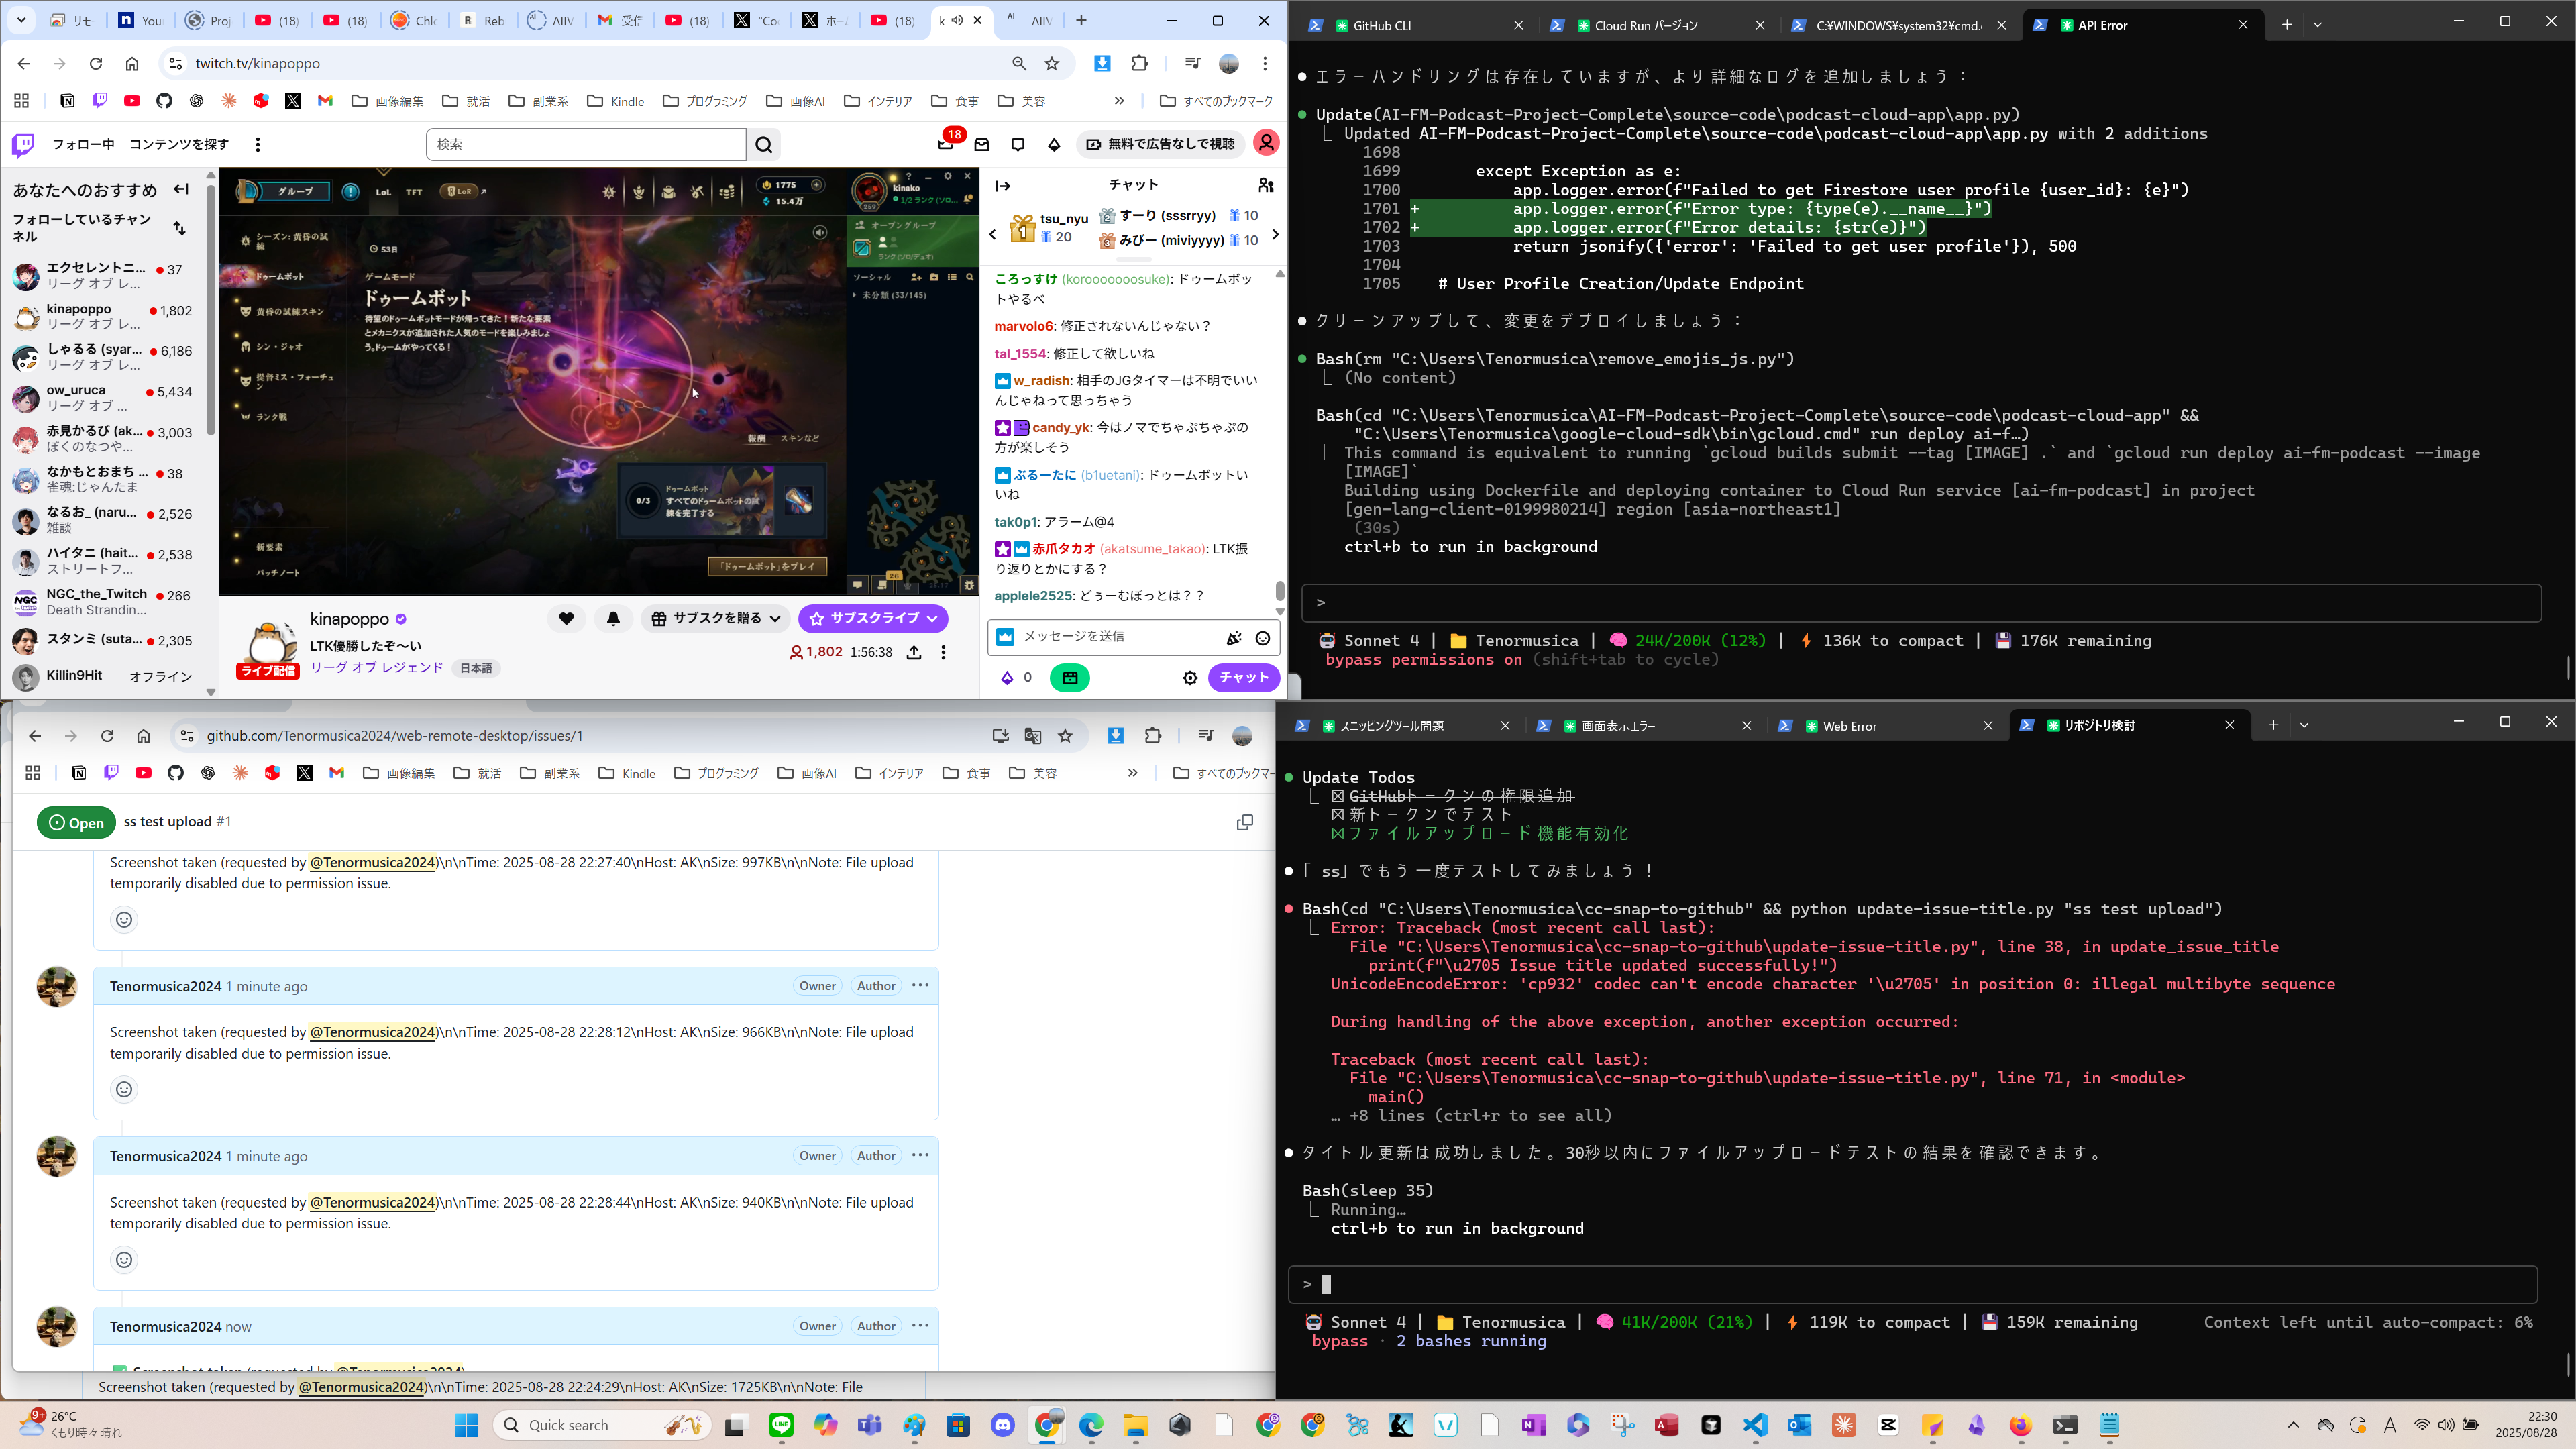 リモー
You
Proj
(18)
(18)
Chlo
Reb
AIIV
受信
(18)
"Co
ホー
(18)
k
AIIV
twitch.tv/kinapoppo
画像編集
就活
副業系
Kindle
プログラミング
画像AI
インテリア
食事
美容
すべてのブックマーク
フォロー中
コンテンツを探す
検索
18
無料で広告なしで視聴
あなたへのおすすめ
フォローしているチャン
ネル
エクセレントニ...
37
リーグ オブ レ...
kinapoppo
1,802
リーグ オブ レ...
しゃるる (syar...
6,186
リーグ オブ レ...
ow_uruca
5,434
リーグ オブ ...
赤見かるび (ak...
3,003
ぼくのなつや...
なかもとおまち ...
38
雀魂:じゃんたま
なるお_ (naru...
2,526
雑談
ハイタニ (hait...
2,538
ストリートフ...
NGC_the_Twitch
266
Death Strandin...
スタンミ (suta...
2,305
Killin9Hit
オフライン
グループ
LoL
TFT
LoR
1775
15.4万
kinako
259
1/2 ランク (ソロ...
オープングループ
ランク (ソロ/デュオ)
ソーシャル
未分類 (33/145)
シーズン: 黄昏の試
練
ドゥームボット
黄昏の試練スキン
シン・ジャオ
提督ミス・フォーチュ
ン
ランク戦
新要素
パッチノート
53日
ゲームモード
ドゥームボット
待望のドゥームボットモードが帰ってきた！新たな要素
とメカニクスが追加された人気のモードを楽しみましょ
う。ドゥームがやってくる！
報酬
スキンなど
0/3
ドゥームボット
すべてのドゥームボットの試
練を完了する
「ドゥームボット」をプレイ
26
kinapoppo
LTK優勝したぞ〜い
リーグ オブ レジェンド
日本語
ライブ配信
サブスクを贈る
サブスクライブ
1,802
1:56:38
チャット
1
tsu_nyu
20
2
すーり (sssrryy)
10
3
みびー (miviyyyy)
10
ころっすけ (korooooooosuke): ドゥームボッ
トやるべ
marvolo6: 修正されないんじゃない？
tal_1554: 修正して欲しいね
w_radish: 相手のJGタイマーは不明でいい
んじゃねって思っちゃう
candy_yk: 今はノマでちゃぷちゃぷの
方が楽しそう
ぶるーたに (b1uetani): ドゥームボットい
いね
tak0p1: アラーム@4
赤爪タカオ (akatsume_takao): LTK振
り返りとかにする？
applele2525: どぅーむぼっとは？？
メッセージを送信
0
チャット
GitHub CLI
Cloud Run バージョン
C:¥WINDOWS¥system32¥cmd.
API Error
● エラーハンドリングは存在していますが、より詳細なログを追加しましょう：
● Update(AI-FM-Podcast-Project-Complete\source-code\podcast-cloud-app\app.py)
Updated AI-FM-Podcast-Project-Complete\source-code\podcast-cloud-app\app.py with 2 additions
1698
1699 except Exception as e:
1700 app.logger.error(f"Failed to get Firestore user profile {user_id}: {e}")
1701 + app.logger.error(f"Error type: {type(e).__name__}")
1702 + app.logger.error(f"Error details: {str(e)}")
1703 return jsonify({'error': 'Failed to get user profile'}), 500
1704
1705 # User Profile Creation/Update Endpoint
● クリーンアップして、変更をデプロイしましょう：
● Bash(rm "C:\Users\Tenormusica\remove_emojis_js.py")
(No content)
Bash(cd "C:\Users\Tenormusica\AI-FM-Podcast-Project-Complete\source-code\podcast-cloud-app" &&
"C:\Users\Tenormusica\google-cloud-sdk\bin\gcloud.cmd" run deploy ai-f…)
This command is equivalent to running `gcloud builds submit --tag [IMAGE] .` and `gcloud run deploy ai-fm-podcast --image
[IMAGE]`
Building using Dockerfile and deploying container to Cloud Run service [ai-fm-podcast] in project
[gen-lang-client-0199980214] region [asia-northeast1]
(30s)
ctrl+b to run in background
>
Sonnet 4 | Tenormusica | 24K/200K (12%) | 136K to compact | 176K remaining
bypass permissions on (shift+tab to cycle)
github.com/Tenormusica2024/web-remote-desktop/issues/1
画像編集
就活
副業系
Kindle
プログラミング
画像AI
インテリア
食事
美容
すべてのブックマー
Open
ss test upload #1
Screenshot taken (requested by @Tenormusica2024)\n\nTime: 2025-08-28 22:27:40\nHost: AK\nSize: 997KB\n\nNote: File upload
temporarily disabled due to permission issue.
Tenormusica2024 1 minute ago
Owner
Author
Screenshot taken (requested by @Tenormusica2024)\n\nTime: 2025-08-28 22:28:12\nHost: AK\nSize: 966KB\n\nNote: File upload
temporarily disabled due to permission issue.
Tenormusica2024 1 minute ago
Owner
Author
Screenshot taken (requested by @Tenormusica2024)\n\nTime: 2025-08-28 22:28:44\nHost: AK\nSize: 940KB\n\nNote: File upload
temporarily disabled due to permission issue.
Tenormusica2024 now
Owner
Author
Screenshot taken (requested by @Tenormusica2024)
Screenshot taken (requested by @Tenormusica2024)\n\nTime: 2025-08-28 22:24:29\nHost: AK\nSize: 1725KB\n\nNote: File
スニッピングツール問題
画面表示エラー
Web Error
リポジトリ検討
● Update Todos
☒ GitHubトークンの権限追加
☒ 新トークンでテスト
☒ ファイルアップロード機能有効化
● 「ss」でもう一度テストしてみましょう！
● Bash(cd "C:\Users\Tenormusica\cc-snap-to-github" && python update-issue-title.py "ss test upload")
Error: Traceback (most recent call last):
File "C:\Users\Tenormusica\cc-snap-to-github\update-issue-title.py", line 38, in update_issue_title
print(f"\u2705 Issue title updated successfully!")
UnicodeEncodeError: 'cp932' codec can't encode character '\u2705' in position 0: illegal multibyte sequence
During handling of the above exception, another exception occurred:
Traceback (most recent call last):
File "C:\Users\Tenormusica\cc-snap-to-github\update-issue-title.py", line 71, in <module>
main()
… +8 lines (ctrl+r to see all)
● タイトル更新は成功しました。30秒以内にファイルアップロードテストの結果を確認できます。
Bash(sleep 35)
Running…
ctrl+b to run in background
>
Sonnet 4 | Tenormusica | 41K/200K (21%) | 119K to compact | 159K remaining
Context left until auto-compact: 6%
bypass · 2 bashes running
9+
26°C
くもり時々晴れ
Quick search
A
22:30
2025/08/28